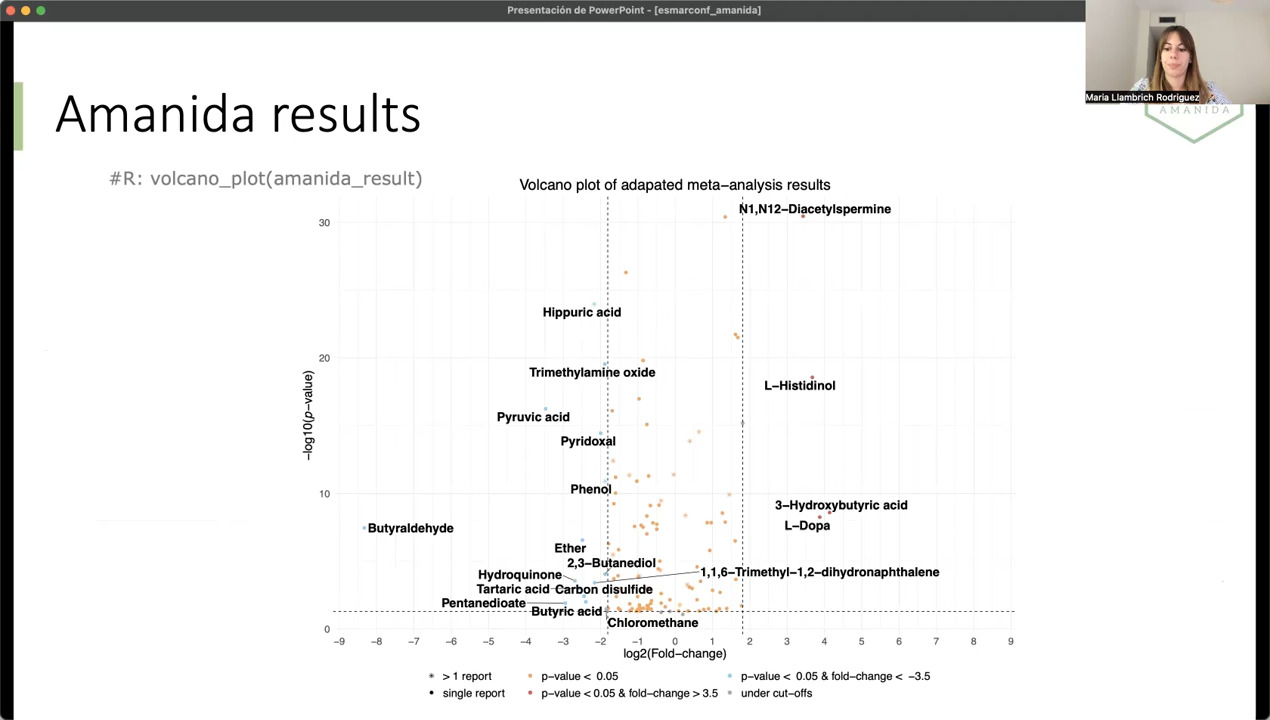 Presentación de PowerPoint - [esmarconf_amanida]
Maria Llambrich Rodriguez
AMANIDA
Amanida results
#R: volcano_plot(amanida_result)
Volcano plot of adapated meta−analysis results
N1,N12−Diacetylspermine
Hippuric acid
Trimethylamine oxide
L−Histidinol
Pyruvic acid
Pyridoxal
Phenol
3−Hydroxybutyric acid
L−Dopa
Butyraldehyde
Ether
2,3−Butanediol
Hydroquinone
1,1,6−Trimethyl−1,2−dihydronaphthalene
Tartaric acid
Carbon disulfide
Pentanedioate
Butyric acid
Chloromethane
−log10(p−value)
30
20
10
0
−9 −8 −7 −6 −5 −4 −3 −2 −1 0 1 2 3 4 5 6 7 8 9
log2(Fold−change)
> 1 report
p−value < 0.05
p−value < 0.05 & fold−change < −3.5
single report
p−value < 0.05 & fold−change > 3.5
under cut−offs